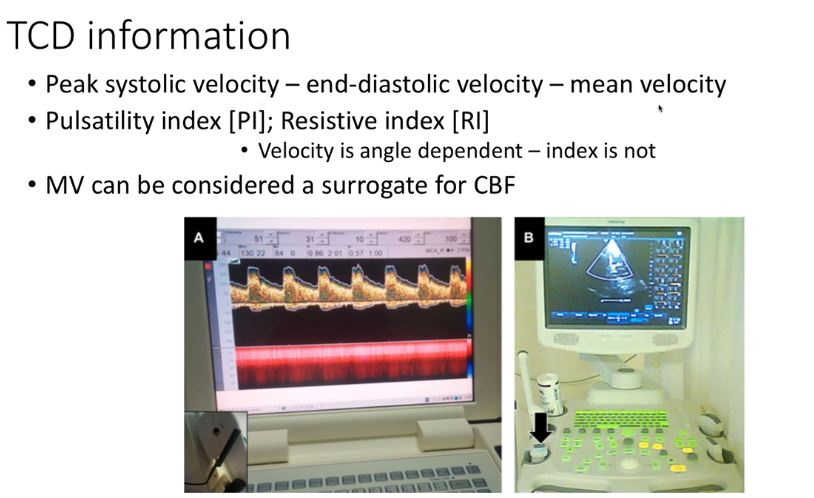 TCD information
• Peak systolic velocity – end-diastolic velocity – mean velocity
• Pulsatility index [PI]; Resistive index [RI]
• Velocity is angle dependent – index is not
• MV can be considered a surrogate for CBF
A
B
51 31 10 420 100
44 130 22 84 0 0.86 2.01 0.57 1.00